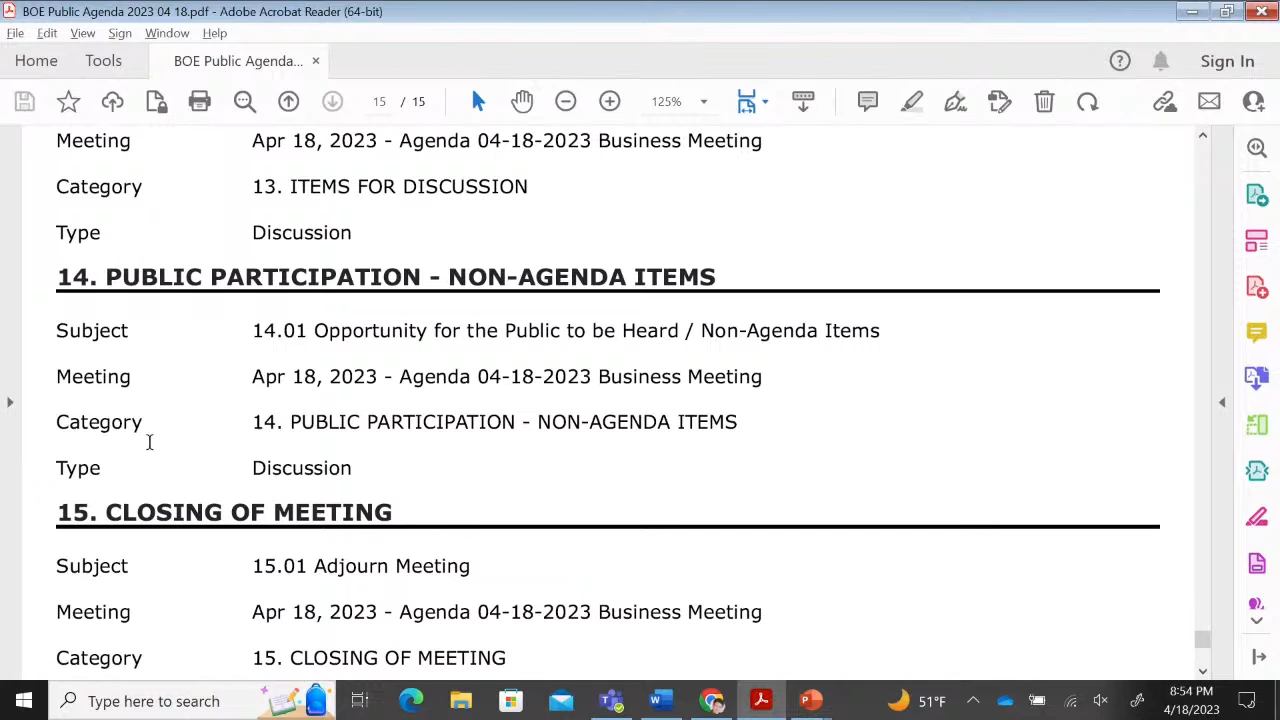 BOE Public Agenda 2023 04 18.pdf - Adobe Acrobat Reader (64-bit)
File Edit View Sign Window Help
Home Tools BOE Public Agenda... × Sign In
15 / 15 125%
Meeting Apr 18, 2023 - Agenda 04-18-2023 Business Meeting
Category 13. ITEMS FOR DISCUSSION
Type Discussion
14. PUBLIC PARTICIPATION - NON-AGENDA ITEMS
Subject 14.01 Opportunity for the Public to be Heard / Non-Agenda Items
Meeting Apr 18, 2023 - Agenda 04-18-2023 Business Meeting
Category 14. PUBLIC PARTICIPATION - NON-AGENDA ITEMS
Type Discussion
15. CLOSING OF MEETING
Subject 15.01 Adjourn Meeting
Meeting Apr 18, 2023 - Agenda 04-18-2023 Business Meeting
Category 15. CLOSING OF MEETING
Type here to search 51°F 8:54 PM
4/18/2023